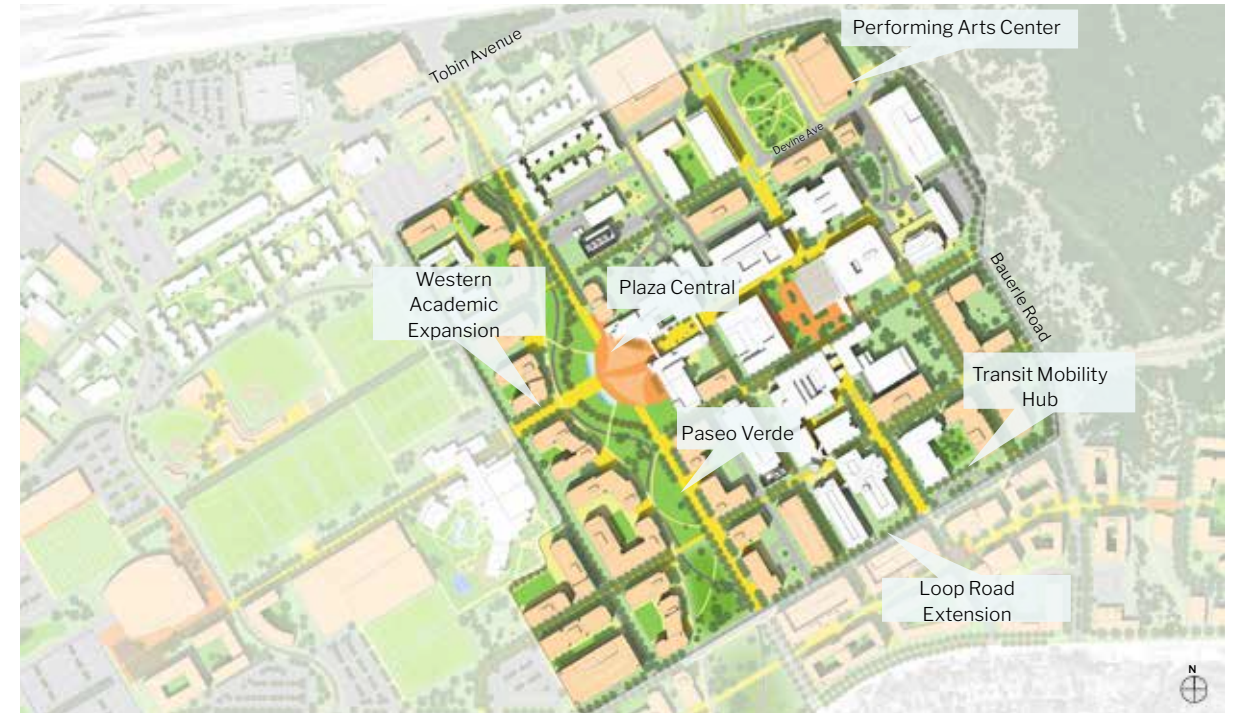 Performing Arts Center
Tobin Avenue
Devine Ave
Western
Academic
Expansion
Plaza Central
Bauerle Road
Transit Mobility
Hub
Paseo Verde
Loop Road
Extension
N